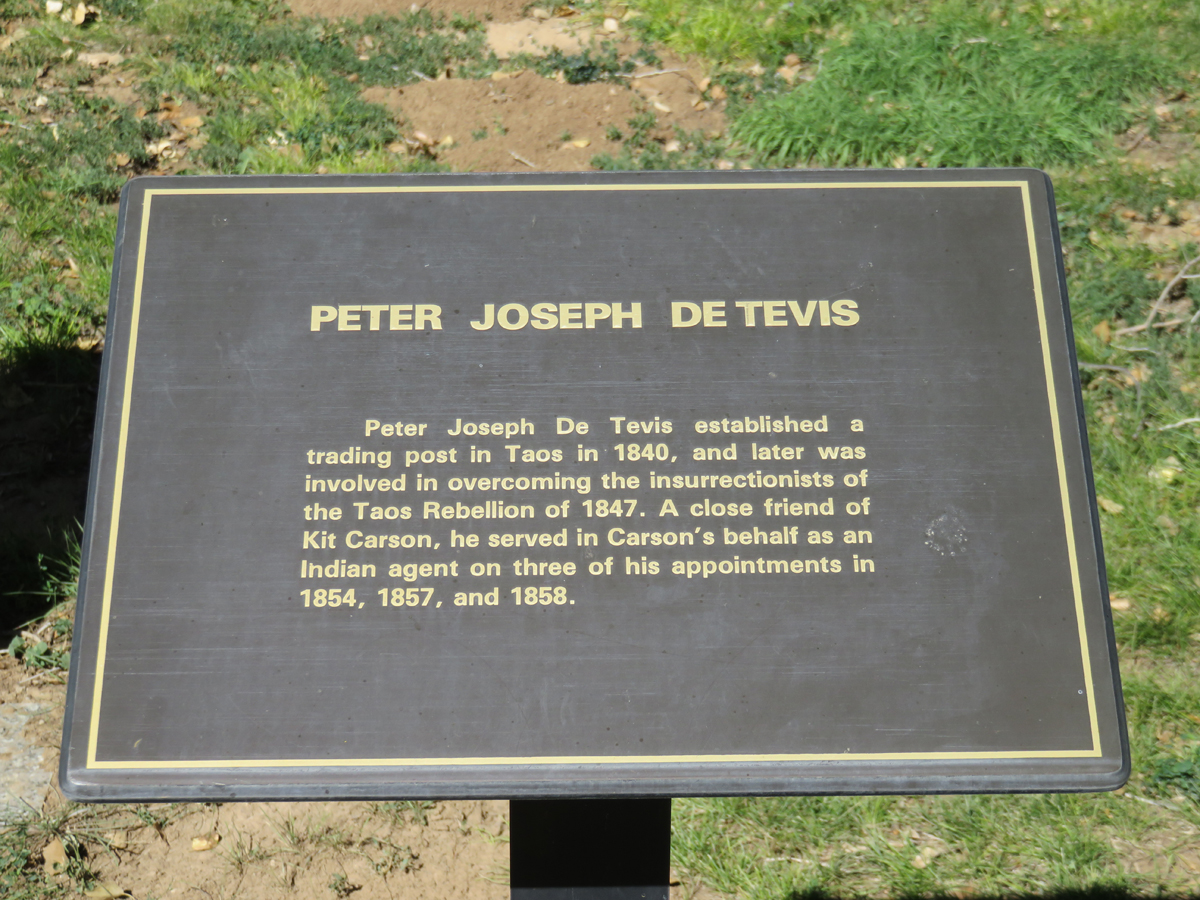 PETER JOSEPH DE TEVIS
Peter Joseph De Tevis established a
trading post in Taos in 1840, and later was
involved in overcoming the insurrectionists of
the Taos Rebellion of 1847. A close friend of
Kit Carson, he served in Carson's behalf as an
Indian agent on three of his appointments in
1854, 1857, and 1858.